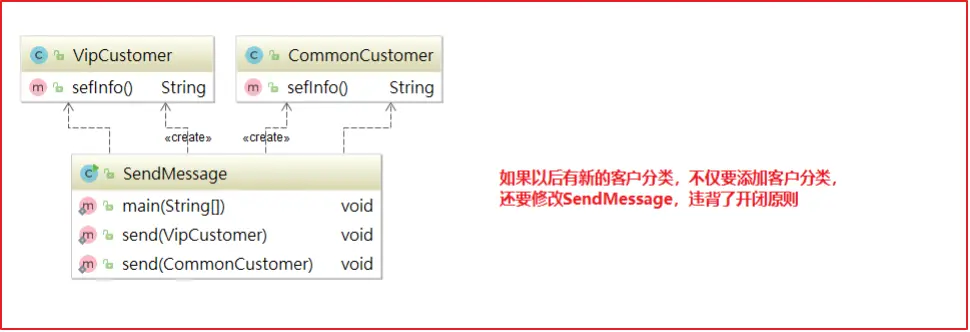 VipCustomer
sefInfo() String
CommonCustomer
sefInfo() String
«create»
«create»
SendMessage
main(String[]) void
send(VipCustomer) void
send(CommonCustomer) void
如果以后有新的客户分类，不仅要添加客户分类，
还要修改SendMessage，违背了开闭原则